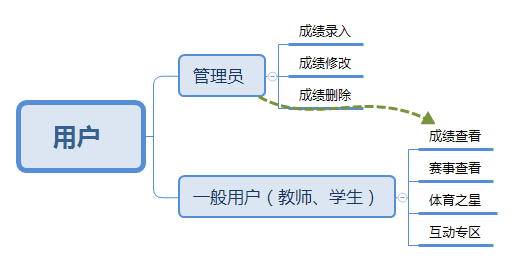 用户
管理员
成绩录入
成绩修改
成绩删除
一般用户（教师、学生）
成绩查看
赛事查看
体育之星
互动专区